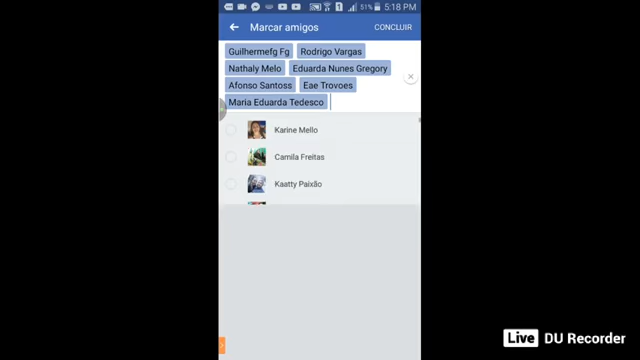 51% 5:18 PM
Marcar amigos CONCLUIR
Guilhermefg Fg Rodrigo Vargas
Nathaly Melo Eduarda Nunes Gregory
Afonso Santoss Eae Trovoes
Maria Eduarda Tedesco
Karine Mello
Camila Freitas
Kaatty Paixão
Live DU Recorder